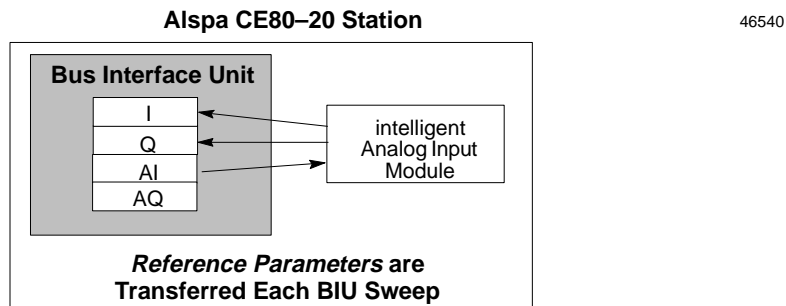 Alspa CE80–20 Station
46540
Bus Interface Unit
I
Q
AI
AQ
intelligent
Analog Input
Module
Reference Parameters are
Transferred Each BIU Sweep